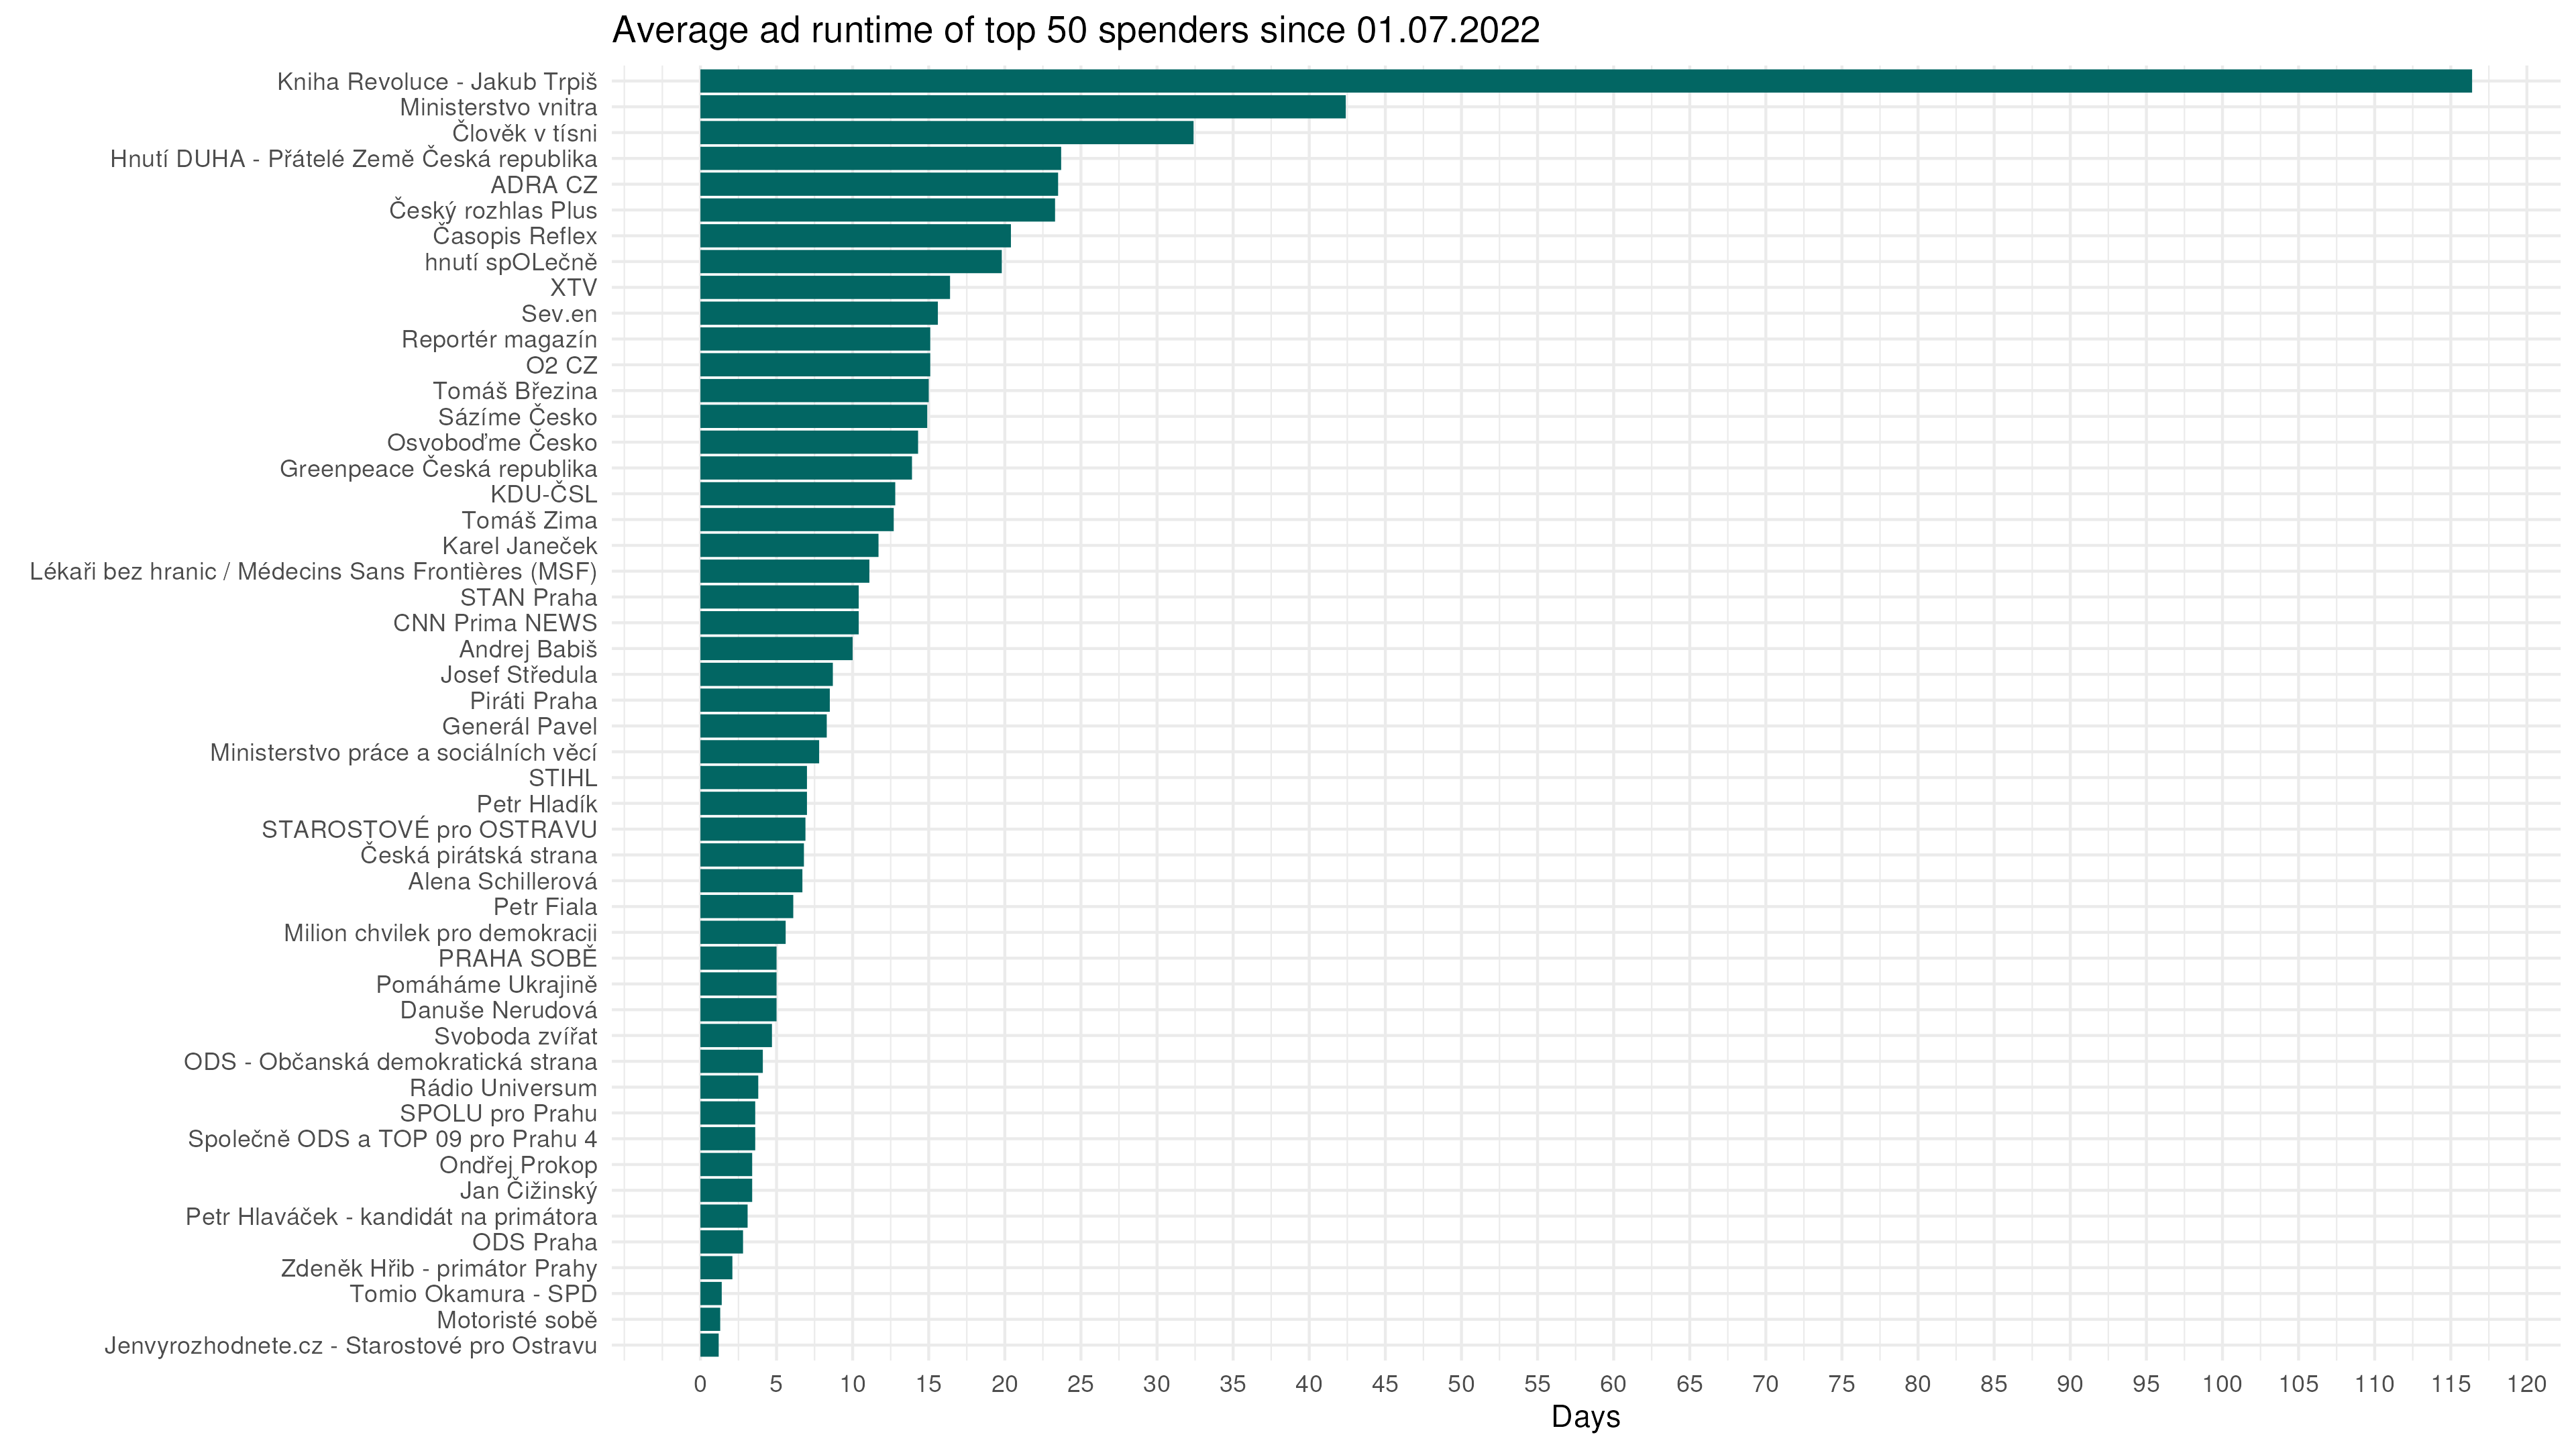 Average ad runtime of top 50 spenders since 01.07.2022
Kniha Revoluce - Jakub Trpiš
Ministerstvo vnitra
Člověk v tísni
Hnutí DUHA - Přátelé Země Česká republika
ADRA CZ
Český rozhlas Plus
Časopis Reflex
hnutí spOLečně
XTV
Sev.en
Reportér magazín
O2 CZ
Tomáš Březina
Sázíme Česko
Osvoboďme Česko
Greenpeace Česká republika
KDU-ČSL
Tomáš Zima
Karel Janeček
Lékaři bez hranic / Médecins Sans Frontières (MSF)
STAN Praha
CNN Prima NEWS
Andrej Babiš
Josef Středula
Piráti Praha
Generál Pavel
Ministerstvo práce a sociálních věcí
STIHL
Petr Hladík
STAROSTOVÉ pro OSTRAVU
Česká pirátská strana
Alena Schillerová
Petr Fiala
Milion chvilek pro demokracii
PRAHA SOBĚ
Pomáháme Ukrajině
Danuše Nerudová
Svoboda zvířat
ODS - Občanská demokratická strana
Rádio Universum
SPOLU pro Prahu
Společně ODS a TOP 09 pro Prahu 4
Ondřej Prokop
Jan Čižinský
Petr Hlaváček - kandidát na primátora
ODS Praha
Zdeněk Hřib - primátor Prahy
Tomio Okamura - SPD
Motoristé sobě
Jenvyrozhodnete.cz - Starostové pro Ostravu
0 5 10 15 20 25 30 35 40 45 50 55 60 65 70 75 80 85 90 95 100 105 110 115 120
Days